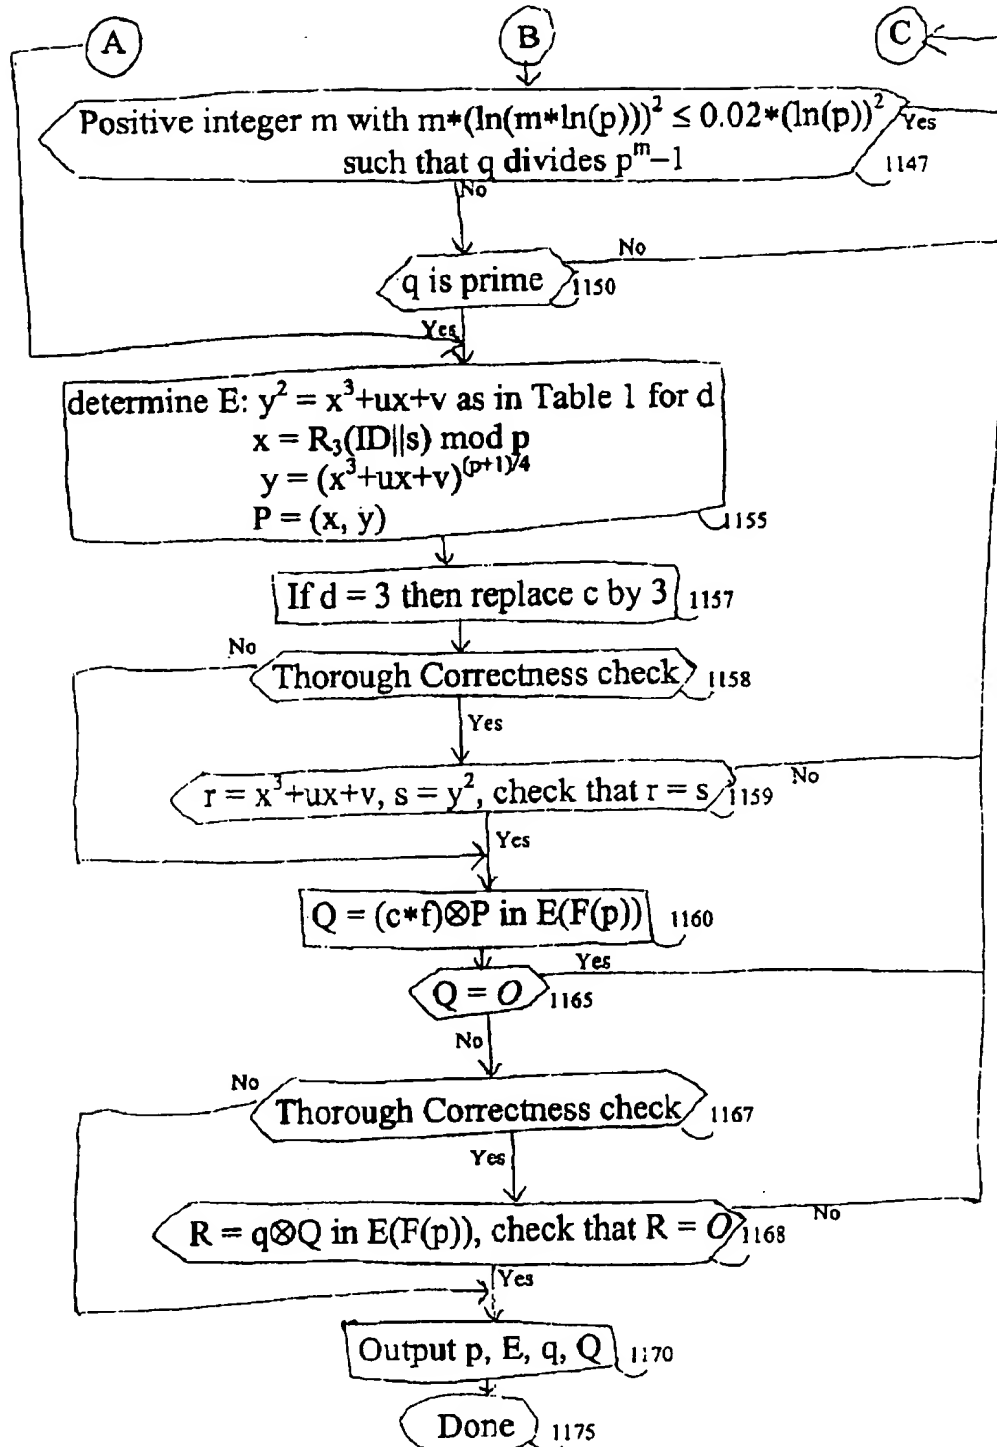 A
B
C
Positive integer m with m*(ln(m*ln(p)))² ≤ 0.02*(ln(p))²
such that q divides pᵐ–1
Yes
1147
No
q is prime
No
1150
Yes
determine E: y² = x³+ux+v as in Table 1 for d
x = R₃(ID||s) mod p
y = (x³+ux+v)^(p+1)/4
P = (x, y)
1155
If d = 3 then replace c by 3
1157
No
Thorough Correctness check
1158
Yes
r = x³+ux+v, s = y², check that r = s
No
1159
Yes
Q = (c*f)⊗P in E(F(p))
1160
Q = O
Yes
1165
No
No
Thorough Correctness check
1167
Yes
R = q⊗Q in E(F(p)), check that R = O
No
1168
Yes
Output p, E, q, Q
1170
Done
1175